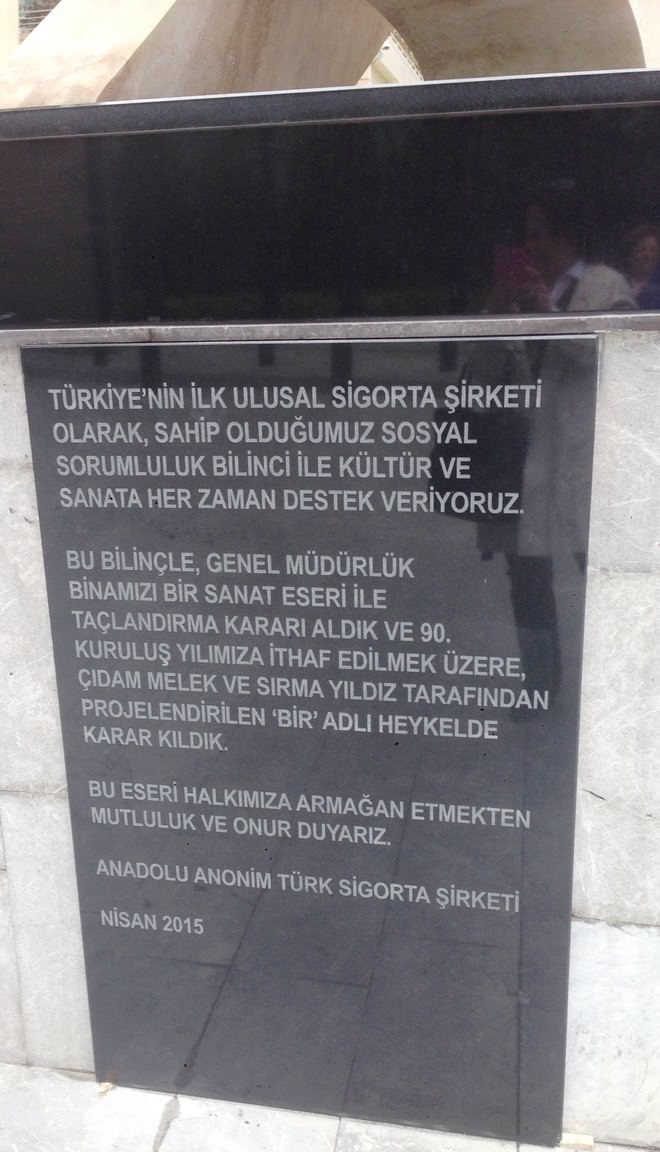 TÜRKİYE'NİN İLK ULUSAL SİGORTA ŞİRKETİ
OLARAK, SAHİP OLDUĞUMUZ SOSYAL
SORUMLULUK BİLİNCİ İLE KÜLTÜR VE
SANATA HER ZAMAN DESTEK VERİYORUZ.
BU BİLİNÇLE, GENEL MÜDÜRLÜK
BİNAMIZI BİR SANAT ESERİ İLE
TAÇLANDIRMA KARARI ALDIK VE 90.
KURULUŞ YILIMIZA İTHAF EDİLMEK ÜZERE,
ÇIDAM MELEK VE SIRMA YILDIZ TARAFINDAN
PROJELENDİRİLEN 'BİR' ADLI HEYKELDE
KARAR KILDIK.
BU ESERİ HALKIMIZA ARMAĞAN ETMEKTEN
MUTLULUK VE ONUR DUYARIZ.
ANADOLU ANONİM TÜRK SİGORTA ŞİRKETİ
NİSAN 2015